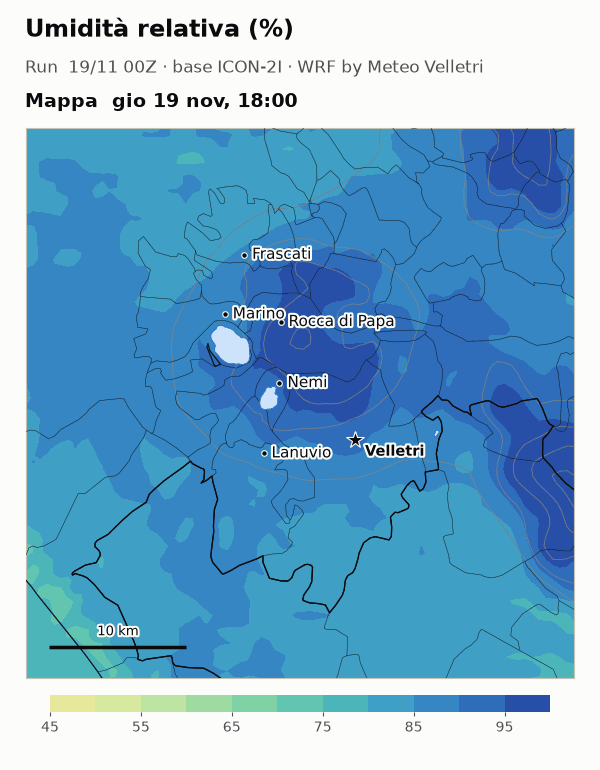 Umidità relativa (%)
Run  19/11 00Z · base ICON-2I · WRF by Meteo Velletri
Mappa  gio 19 nov, 18:00
Frascati
Marino
Rocca di Papa
Nemi
Velletri
Lanuvio
10 km
45 55 65 75 85 95